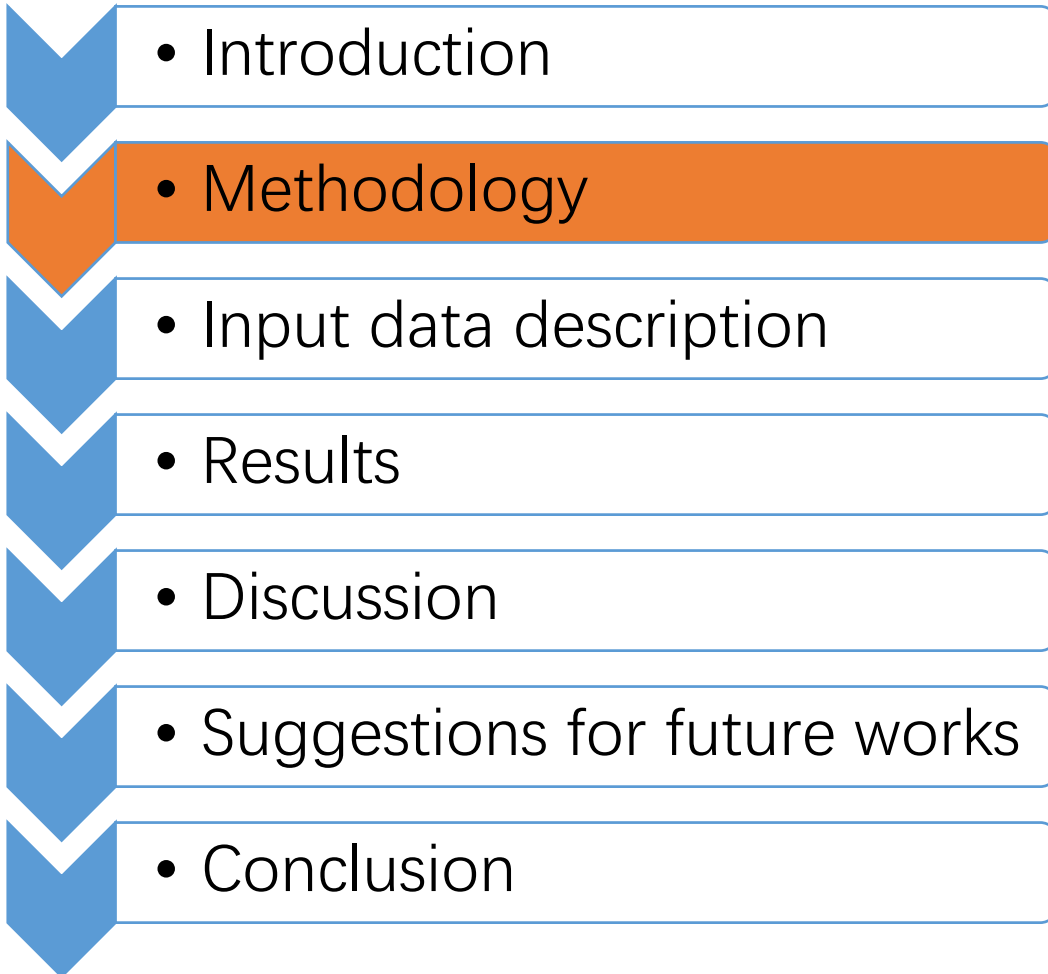 • Introduction
• Methodology
• Input data description
• Results
• Discussion
• Suggestions for future works
• Conclusion